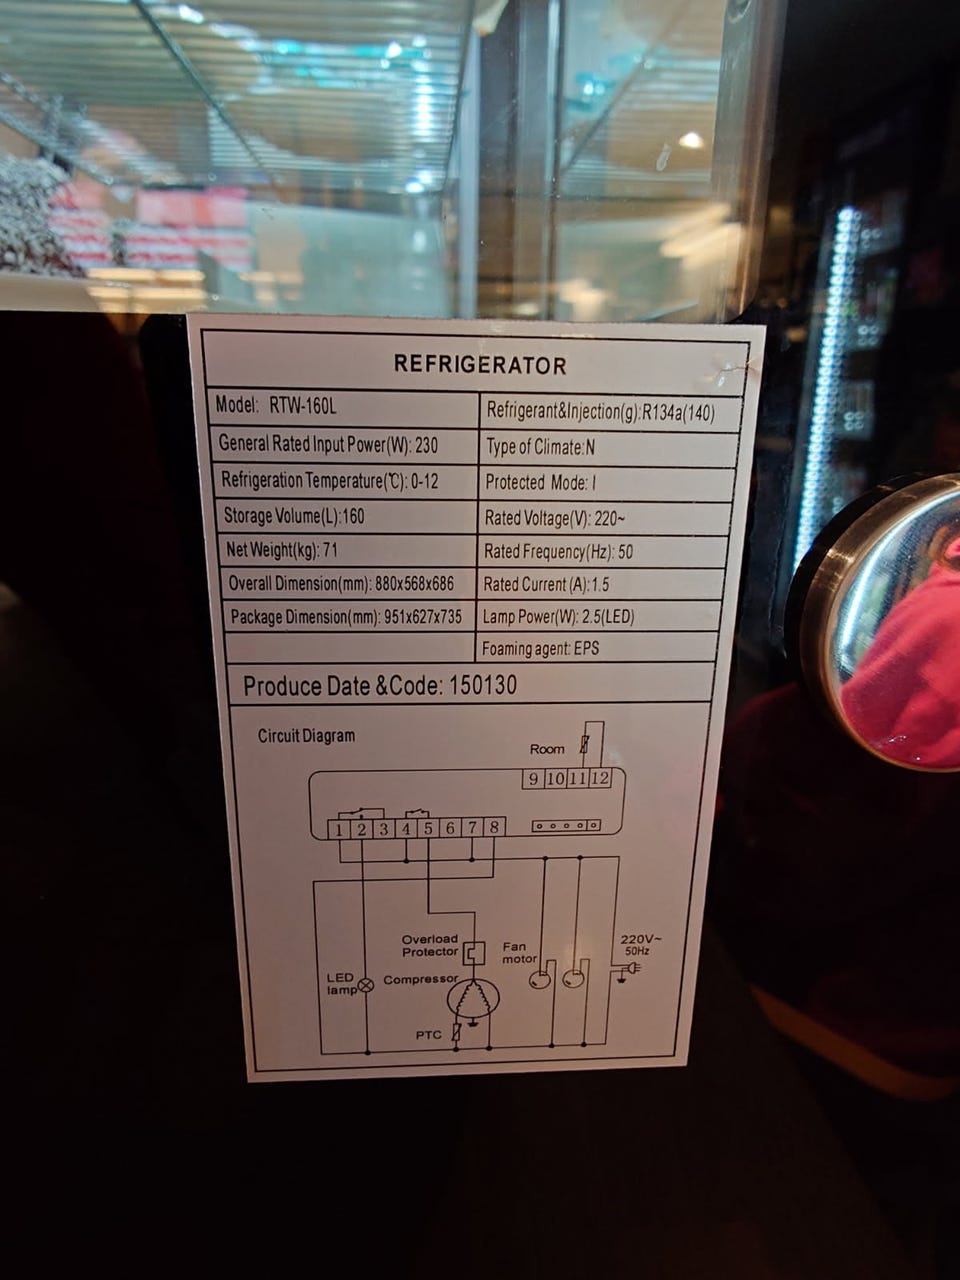 REFRIGERATOR
Model: RTW-160L
Refrigerant&Injection(g):R134a(140)
General Rated Input Power(W): 230
Type of Climate:N
Refrigeration Temperature(℃): 0-12
Protected Mode: I
Storage Volume(L):160
Rated Voltage(V): 220~
Net Weight(kg): 71
Rated Frequency(Hz): 50
Overall Dimension(mm): 880x568x686
Rated Current (A):1.5
Package Dimension(mm): 951x627x735
Lamp Power(W): 2.5(LED)
Foaming agent: EPS
Produce Date &Code: 150130
Circuit Diagram
Room
9 10 11 12
1 2 3 4 5 6 7 8
Overload
Protector
Fan
motor
220V~
50Hz
LED
lamp
Compressor
PTC